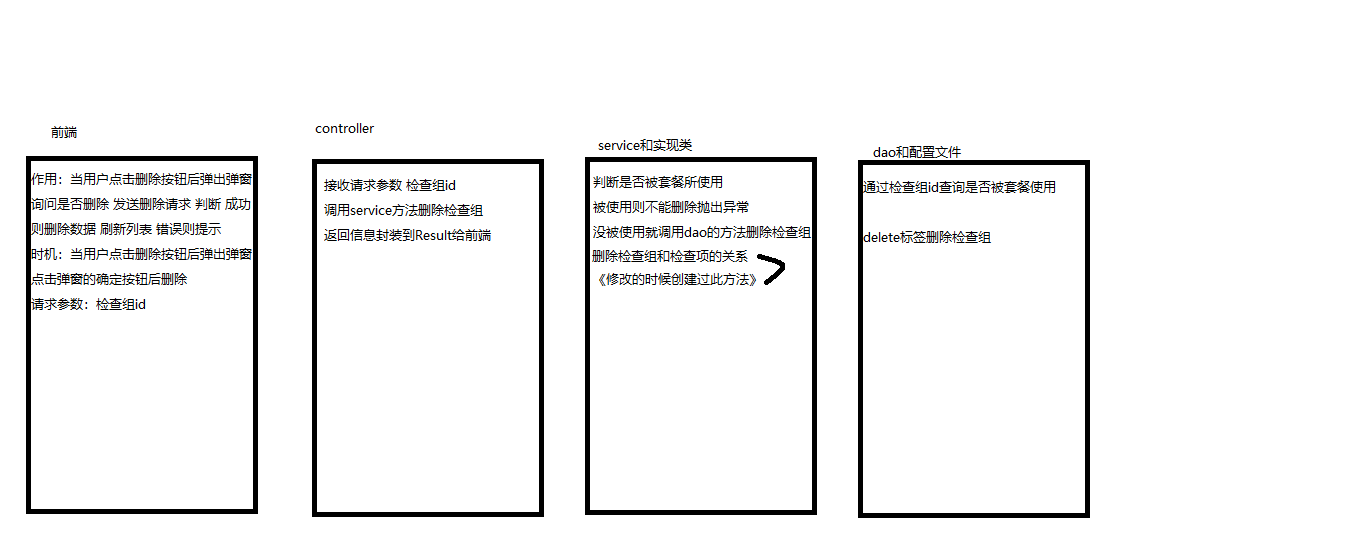 前端
作用：当用户点击删除按钮后弹出弹窗
询问是否删除 发送删除请求 判断 成功
则删除数据 刷新列表 错误则提示
时机：当用户点击删除按钮后弹出弹窗
点击弹窗的确定按钮后删除
请求参数：检查组id
controller
接收请求参数 检查组id
调用service方法删除检查组
返回信息封装到Result给前端
service和实现类
判断是否被套餐所使用
被使用则不能删除抛出异常
没被使用就调用dao的方法删除检查组
删除检查组和检查项的关系
《修改的时候创建过此方法》
dao和配置文件
通过检查组id查询是否被套餐使用
delete标签删除检查组